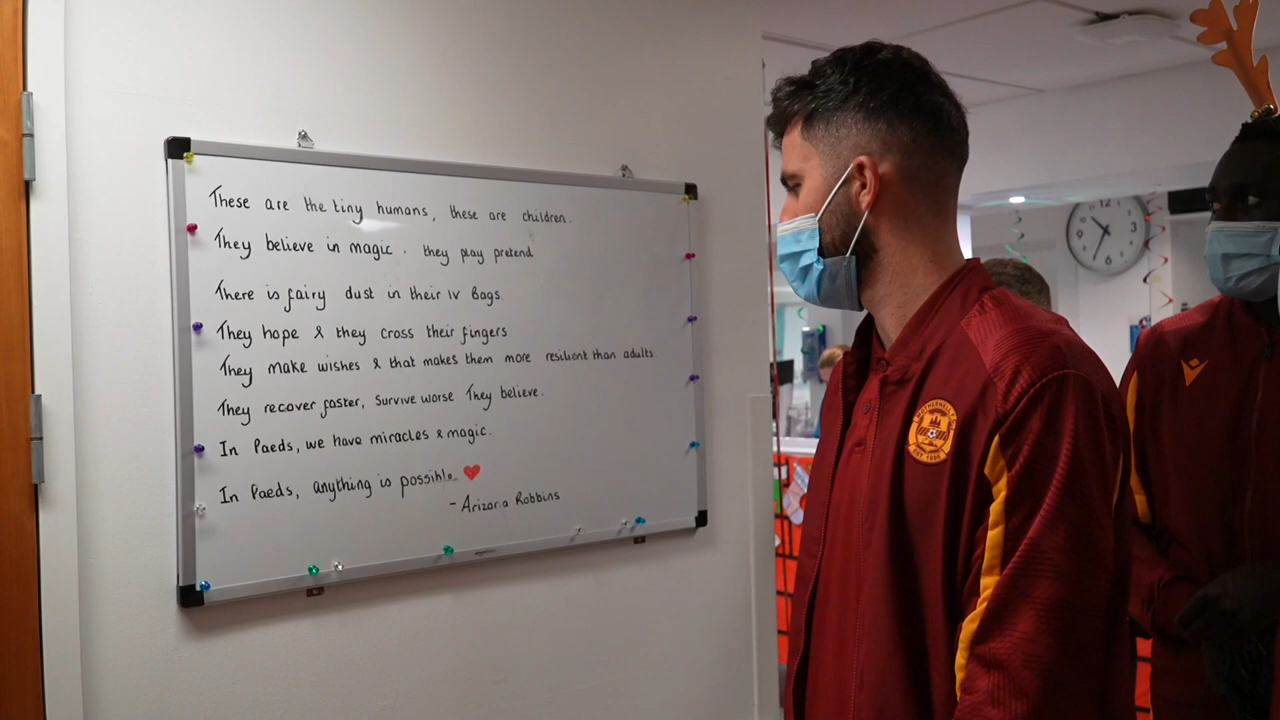 These are the tiny humans, these are children.
They believe in magic. they play pretend
There is fairy dust in their IV Bags.
They hope & they cross their fingers
They make wishes & that makes them more resilient than adults.
They recover faster, survive worse They believe.
In Paeds, we have miracles & magic.
In Paeds, anything is possible
- Arizona Robbins
MOTHERWELL F.C.
EST 1886